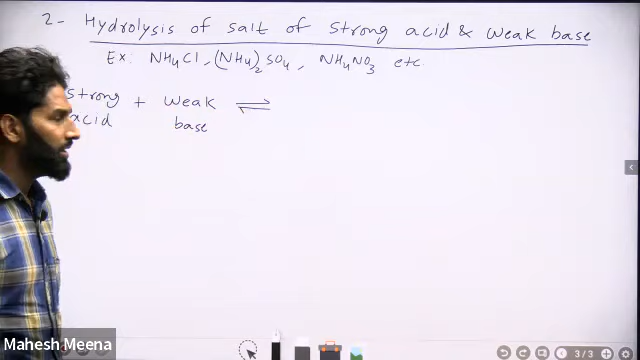 2- Hydrolysis of salt of strong acid & weak base
Ex: NH4Cl, (NH4)2SO4, NH4NO3 etc.
strong + weak ⇌
acid base
Mahesh Meena
3/3